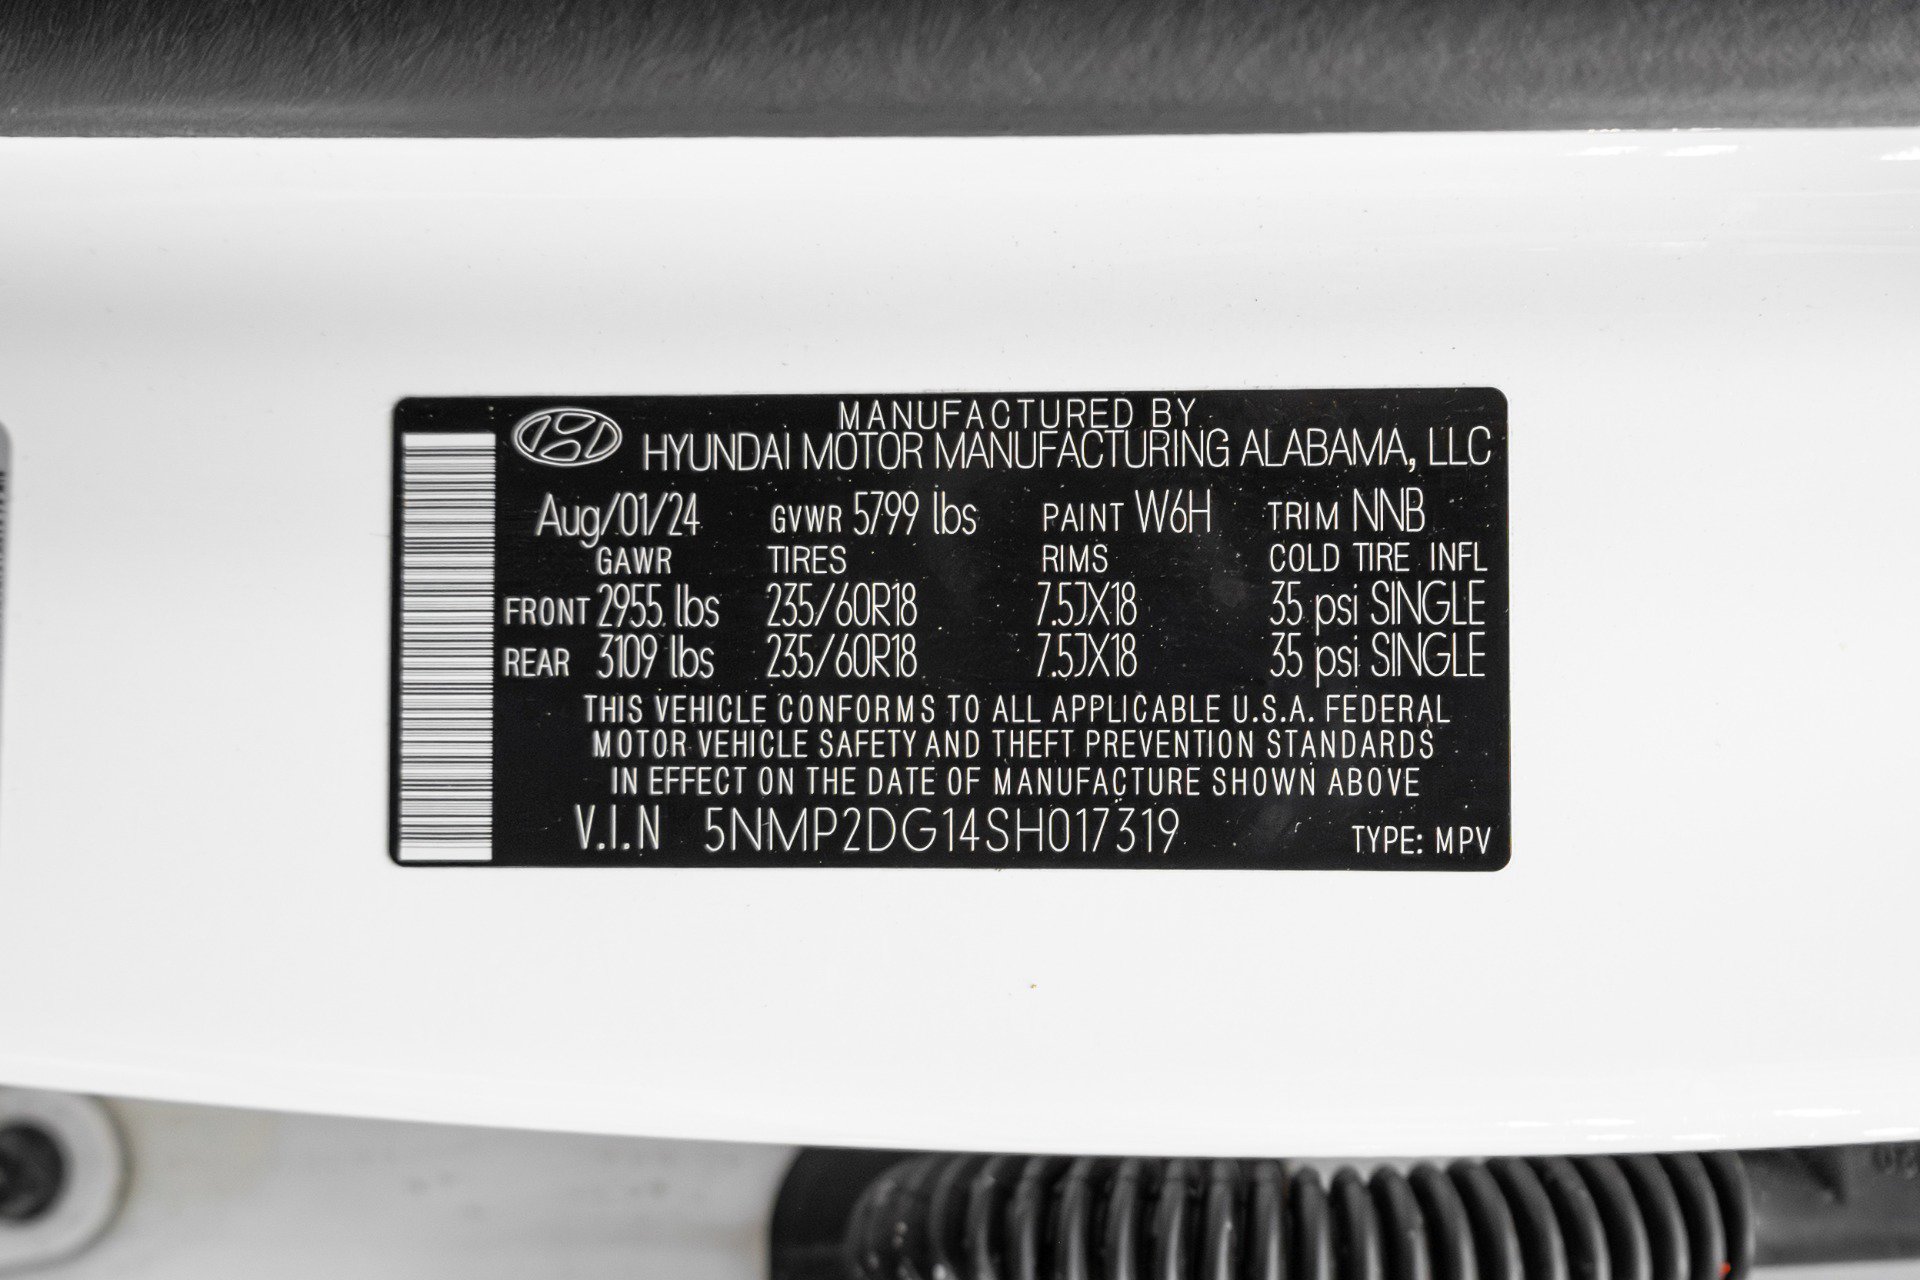 MANUFACTURED BY
HYUNDAI MOTOR MANUFACTURING ALABAMA, LLC
Aug/01/24 GVWR 5799 lbs PAINT W6H TRIM NNB
GAWR TIRES RIMS COLD TIRE INFL
FRONT 2955 lbs 235/60R18 7.5JX18 35 psi SINGLE
REAR 3109 lbs 235/60R18 7.5JX18 35 psi SINGLE
THIS VEHICLE CONFORMS TO ALL APPLICABLE U.S.A. FEDERAL
MOTOR VEHICLE SAFETY AND THEFT PREVENTION STANDARDS
IN EFFECT ON THE DATE OF MANUFACTURE SHOWN ABOVE
V.I.N 5NMP2DG14SH017319 TYPE: MPV